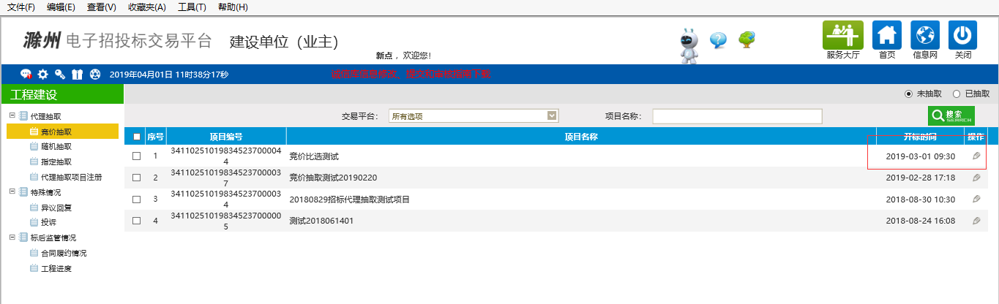 文件(F) 编辑(E) 查看(V) 收藏夹(A) 工具(T) 帮助(H)
滁州 电子招投标交易平台 建设单位（业主）
新点 ，欢迎您!
服务大厅 首页 信息网 关闭
2019年04月01日 11时38分17秒
工程建设
未抽取 已抽取
代理抽取
竞价抽取
随机抽取
指定抽取
代理抽取项目注册
特殊情况
异议回复
投诉
标后监管情况
合同履约情况
工程进度
交易平台： 所有选项 项目名称： 搜索 SEARCH
序号 项目编号 项目名称 开标时间 操作
1 341102510198345237000044 竞价比选测试 2019-03-01 09:30
2 341102510198345237000037 竞价抽取测试20190220 2019-02-28 17:18
3 341102510198345237000034 20180829招标代理抽取测试项目 2018-08-30 10:30
4 341102510198345237000005 测试2018061401 2018-08-24 16:08